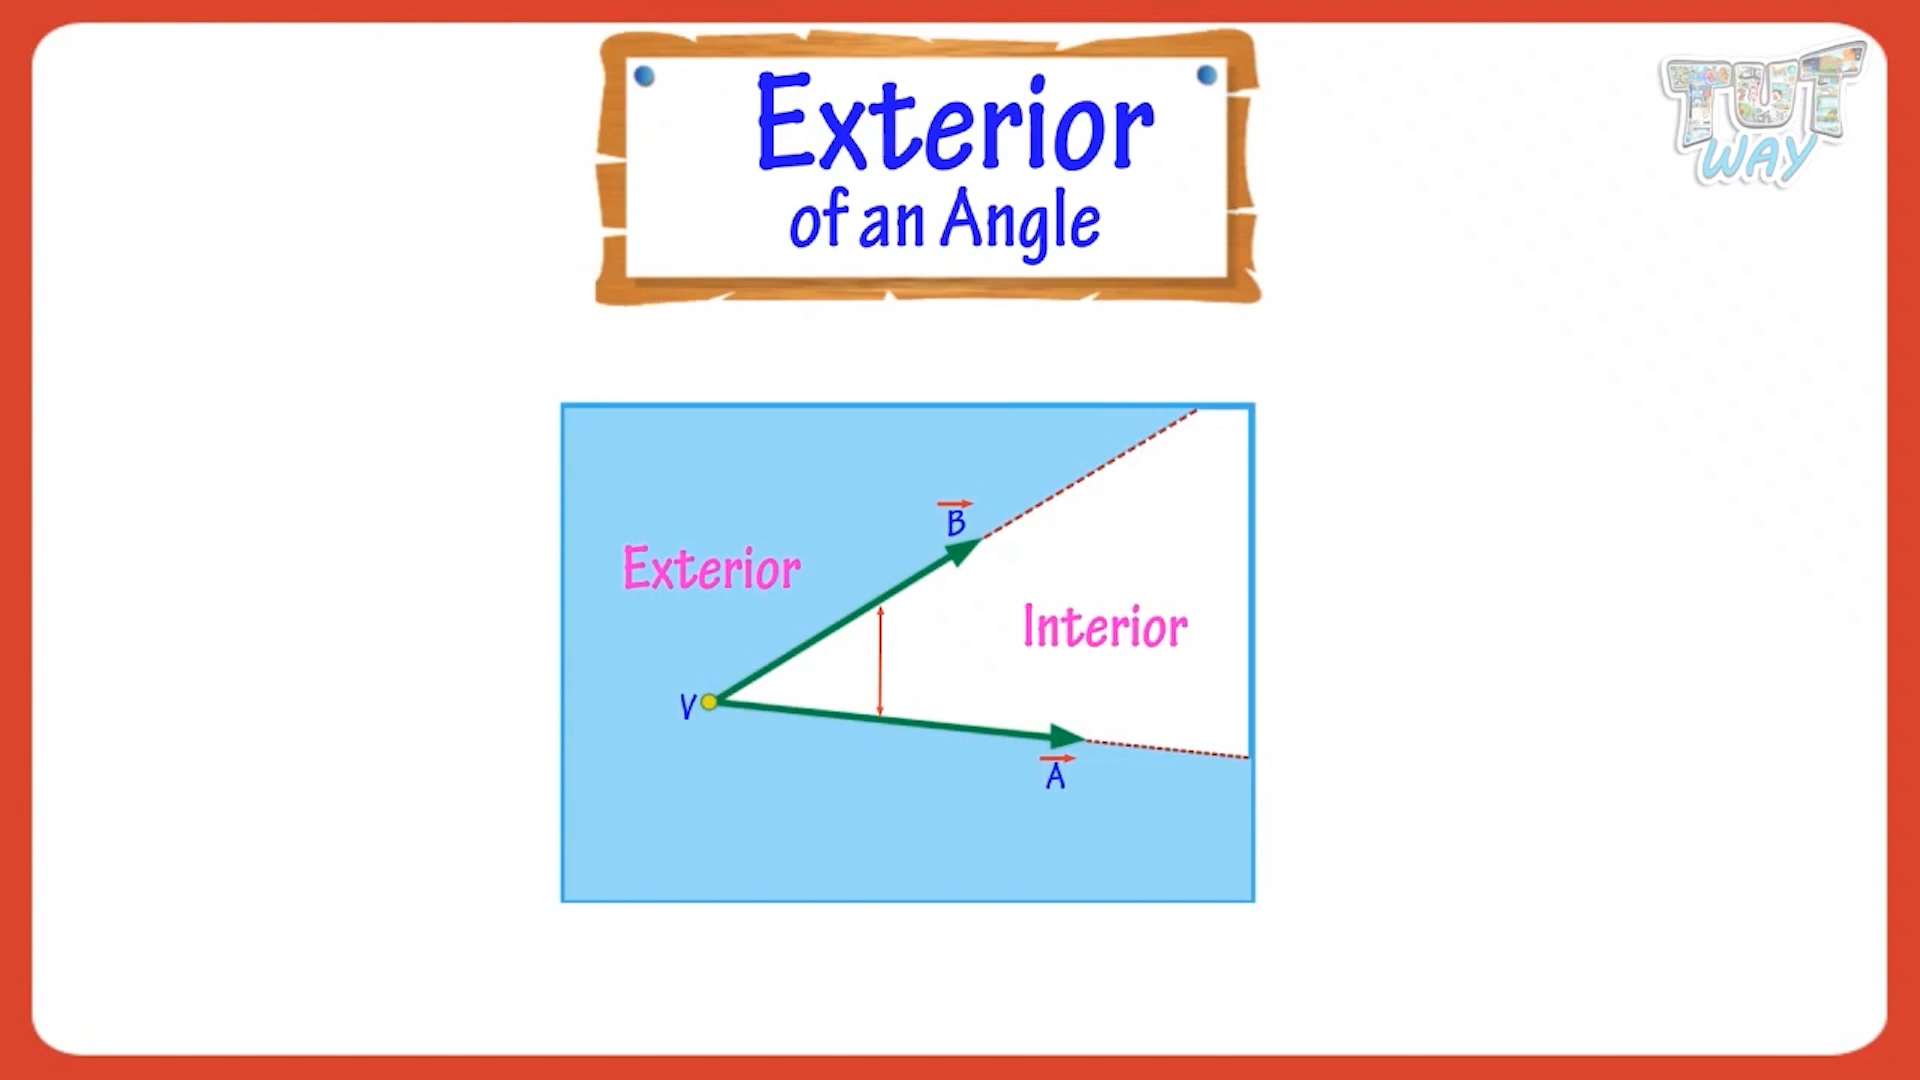 Exterior
of an Angle
TUT
WAY
B
Exterior
Interior
V
A